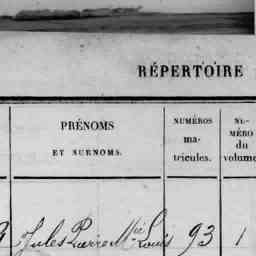 RÉPERTOIRE
PRÉNOMS
ET SURNOMS.
NUMÉROS
ma-
tricules.
NU-
MÉRO
du
volume
Jules Pierre Mie Louis 93 1